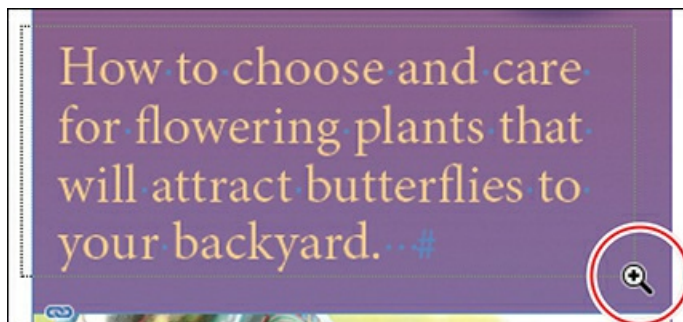 How to choose and care
for flowering plants that
will attract butterflies to
your backyard. #